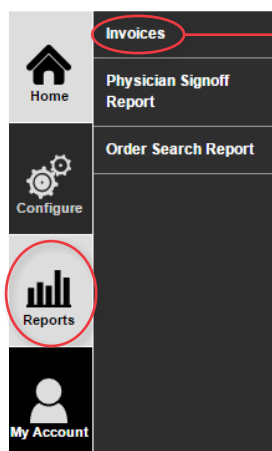 Invoices
Physician Signoff
Report
Order Search Report
Home
Configure
Reports
My Account